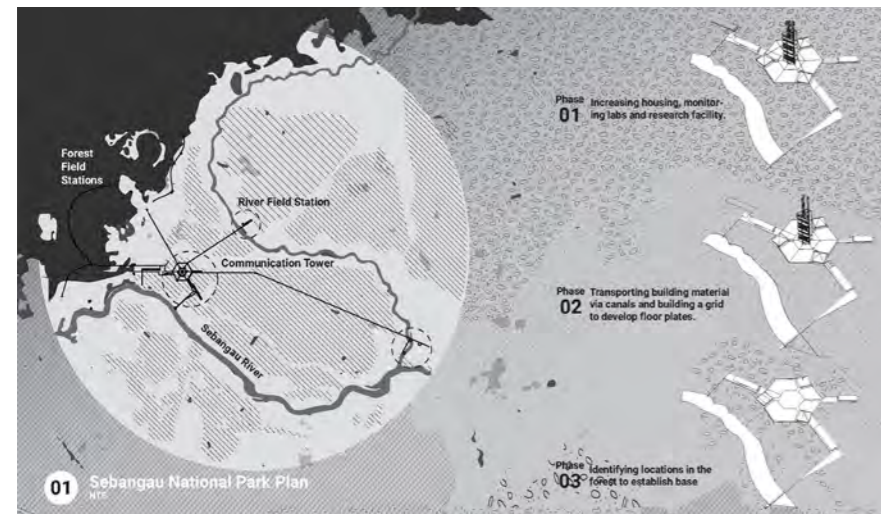 Forest
Field
Stations
River Field Station
Communication Tower
Sebangau River
01
Sebangau National Park Plan
NTS
Phase
01
Increasing housing, monitor-
ing labs and research facility.
Phase
02
Transporting building material
via canals and building a grid
to develop floor plates.
Phase
03
Identifying locations in the
forest to establish base